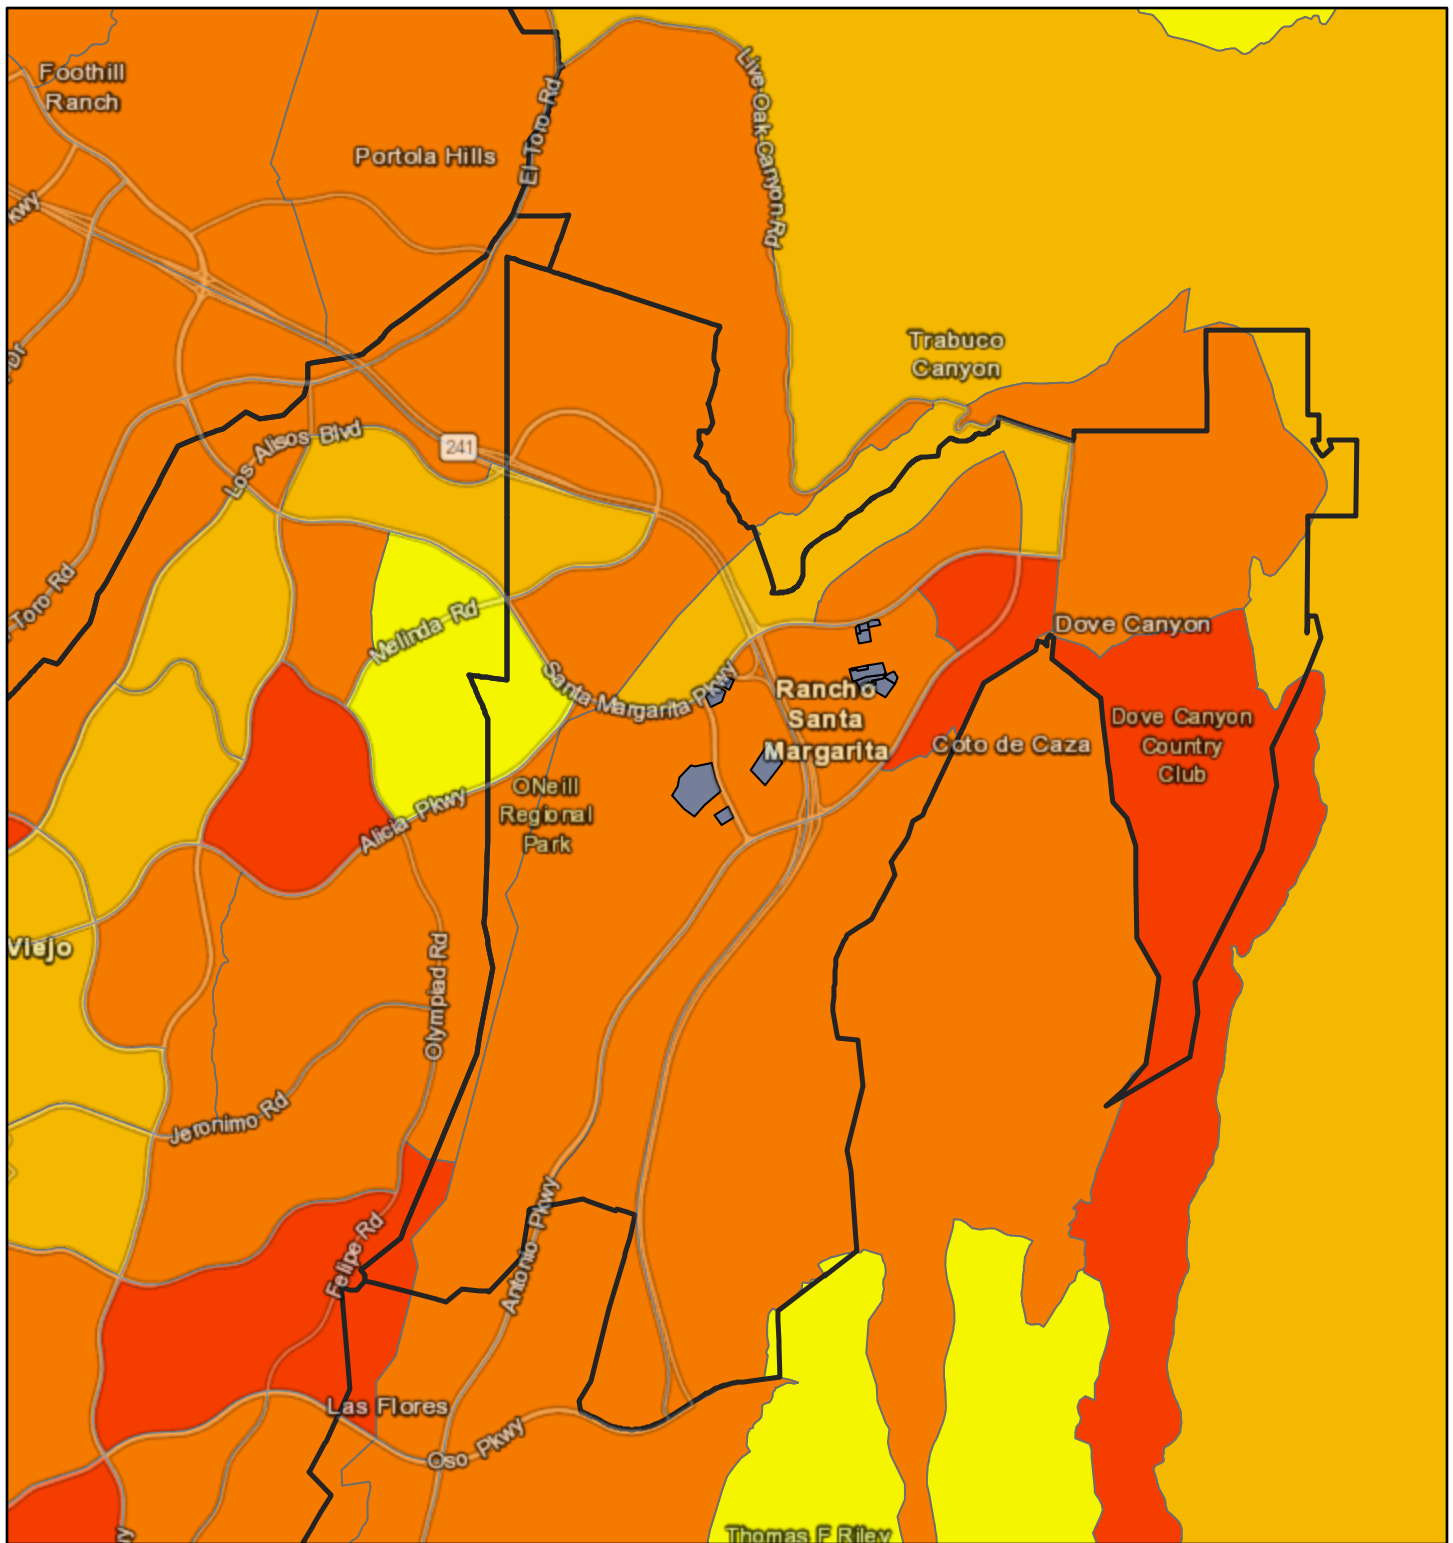 Foothill
Ranch
Portola Hills
El Toro Rd
Live Oak Canyon Rd
kwy
Dr
Trabuco
Canyon
241
Los Alisos Blvd
Toro Rd
Melinda Rd
Santa Margarita Pkwy
Dove Canyon
Rancho
Santa
Margarita
Coto de Caza
Dove Canyon
Country
Club
ONeill
Regional
Park
Alicia Pkwy
Viejo
Olympiad Rd
Jeronimo Rd
Antonio Pkwy
Felipe Rd
Las Flores
Oso Pkwy
Thomas F Riley